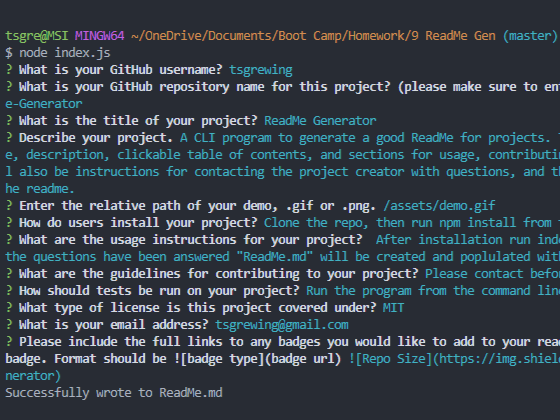 tsgre@MSI MINGW64 ~/OneDrive/Documents/Boot Camp/Homework/9 ReadMe Gen (master)
$ node index.js
? What is your GitHub username? tsgrewing
? What is your GitHub repository name for this project? (please make sure to
e-Generator
? What is the title of your project? ReadMe Generator
? Describe your project. A CLI program to generate a good ReadMe for projects.
e, description, clickable table of contents, and sections for usage,
l also be instructions for contacting the project creator with questions, and
he readme.
? Enter the relative path of your demo, .gif or .png. /assets/demo.gif
? How do users install your project? Clone the repo, then run npm install from
? What are the usage instructions for your project?  After installation run
the questions have been answered "ReadMe.md" will be created and poplulated
? What are the guidelines for contributing to your project? Please contact
? How should tests be run on your project? Run the program from the command
? What type of license is this project covered under? MIT
? What is your email address? tsgrewing@gmail.com
? Please include the full links to any badges you would like to add to your
badge. Format should be ![badge type](badge url) ![Repo Size](https://img.shiel
nerator)
Successfully wrote to ReadMe.md